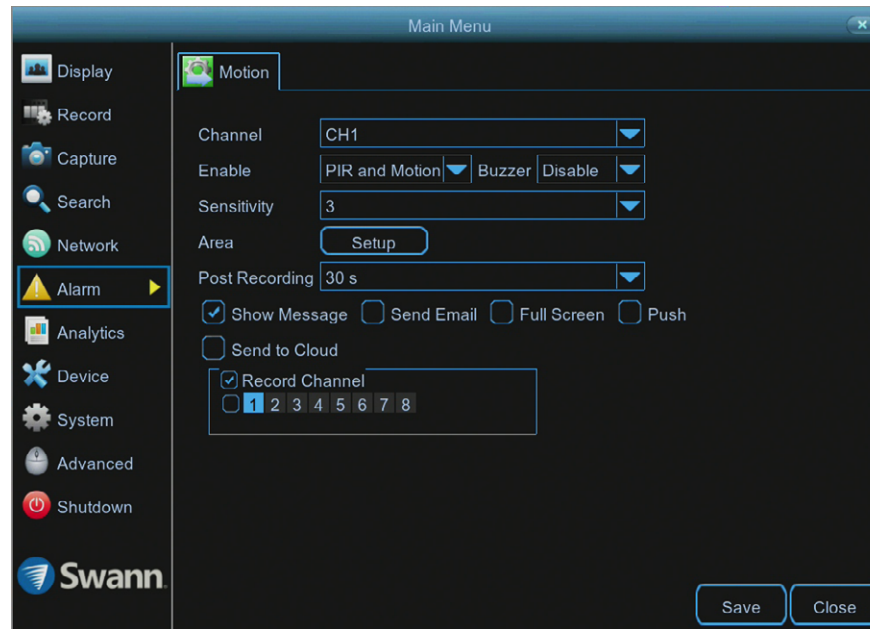 Main Menu
Display
Record
Capture
Search
Network
Alarm
Analytics
Device
System
Advanced
Shutdown
Swann
Motion
Channel CH1
Enable PIR and Motion Buzzer Disable
Sensitivity 3
Area Setup
Post Recording 30 s
Show Message Send Email Full Screen Push
Send to Cloud
Record Channel
1 2 3 4 5 6 7 8
Save Close